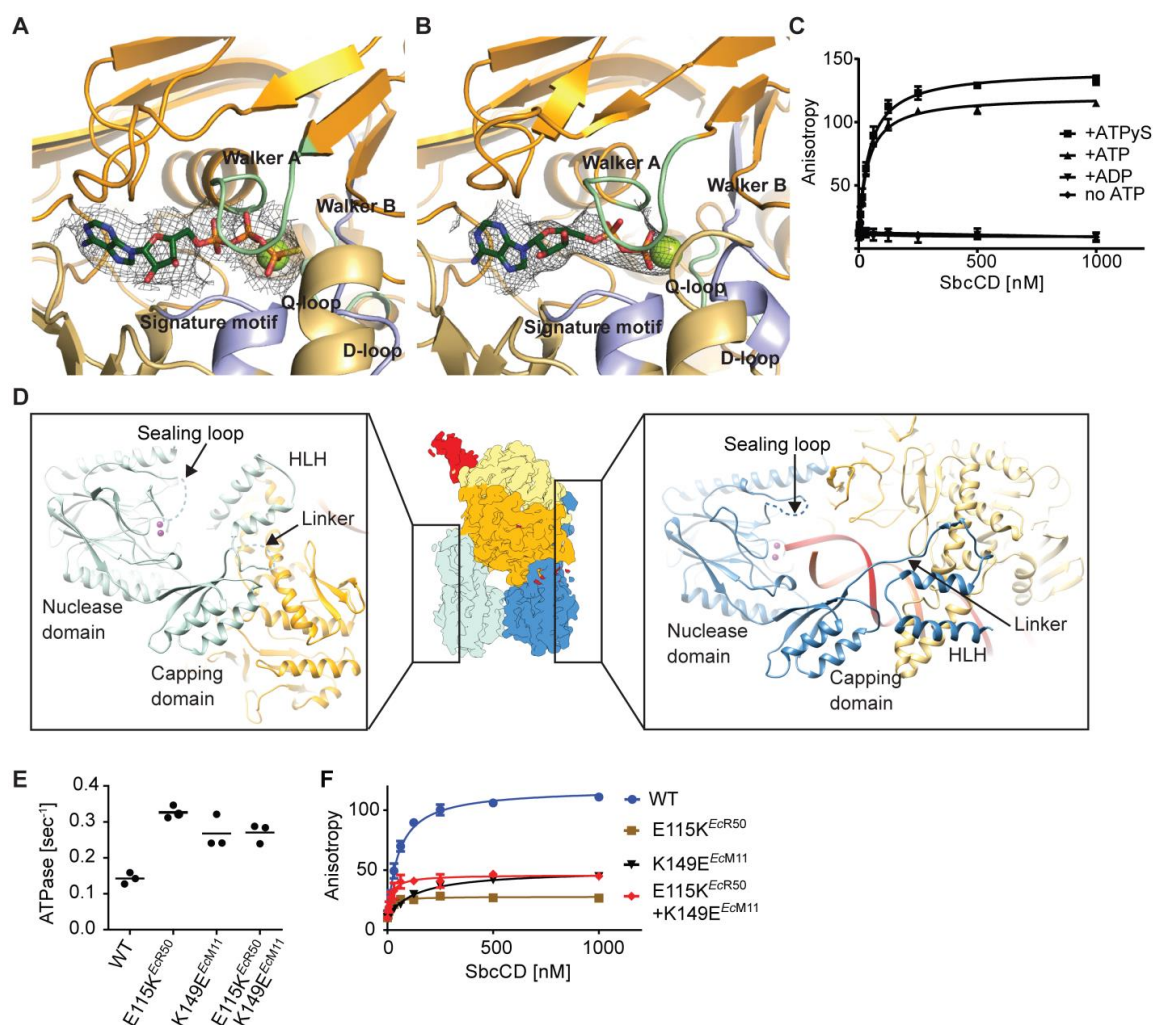 A
Walker A
Walker B
Q-loop
Signature motif
D-loop
B
Walker A
Walker B
Q-loop
Signature motif
D-loop
C
150
100
50
Anisotropy
0
500
1000
SbcCD [nM]
+ATPyS
+ATP
+ADP
no ATP
D
Sealing loop
HLH
Linker
Nuclease
domain
Capping
domain
Sealing loop
Nuclease
domain
Linker
HLH
Capping
domain
E
ATPase [sec⁻¹]
0.4
0.3
0.2
0.1
0.0
WT
E115K^EcR50
K149E^EcM11
E115K^EcR50
K149E^EcM11
F
Anisotropy
100
50
0
0
500
1000
SbcCD [nM]
WT
E115K^EcR50
K149E^EcM11
E115K^EcR50
+K149E^EcM11